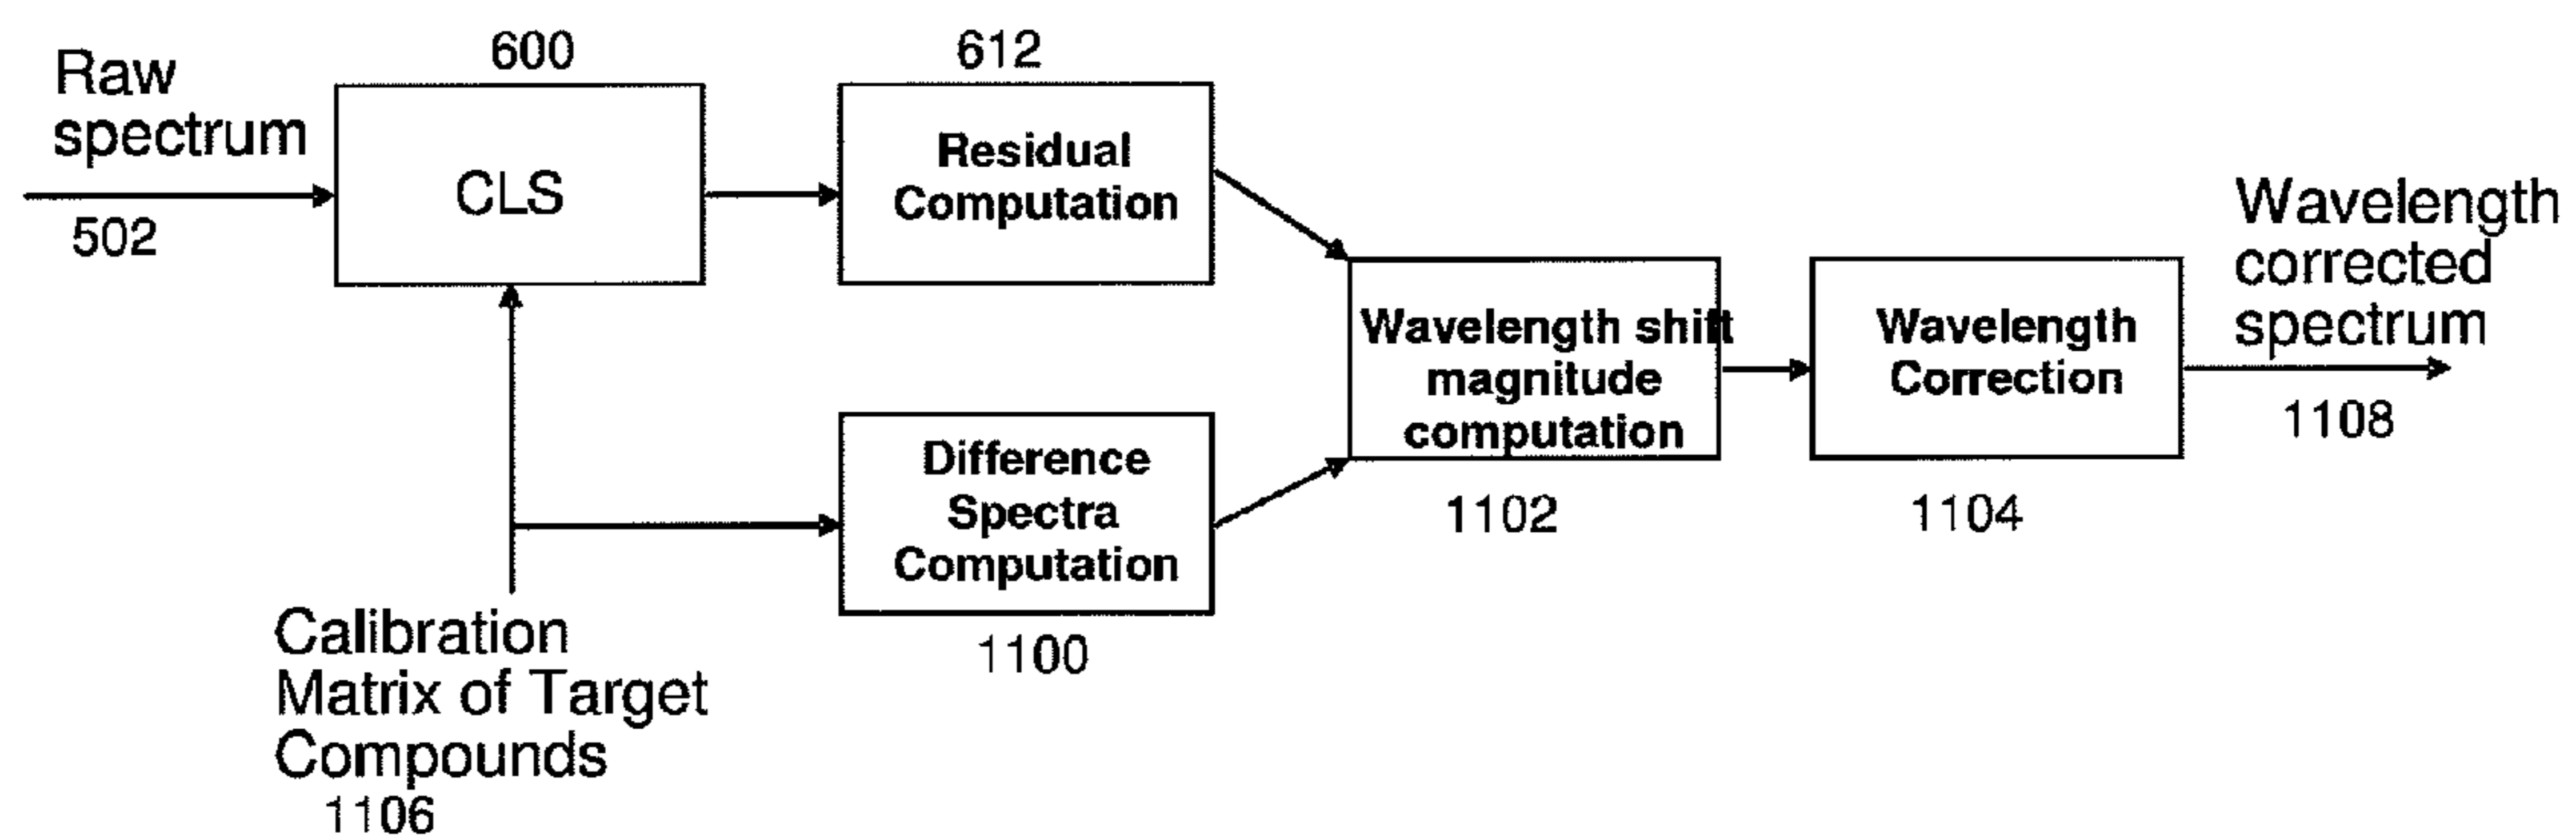 Raw
spectrum
502
600
CLS
612
Residual
Computation
Wavelength shift
magnitude
computation
1102
Wavelength
Correction
1104
Wavelength
corrected
spectrum
1108
Difference
Spectra
Computation
1100
Calibration
Matrix of Target
Compounds
1106